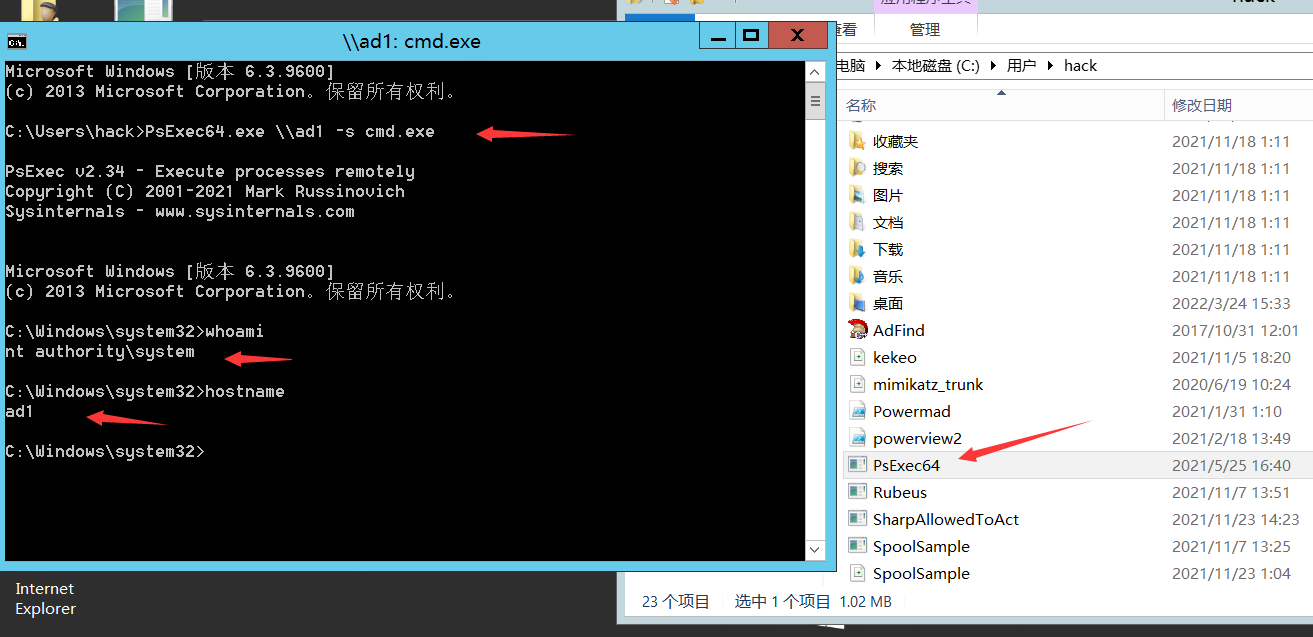 \\ad1: cmd.exe
Microsoft Windows [版本 6.3.9600]
(c) 2013 Microsoft Corporation。保留所有权利。
C:\Users\hack>PsExec64.exe \\ad1 -s cmd.exe
PsExec v2.34 - Execute processes remotely
Copyright (C) 2001-2021 Mark Russinovich
Sysinternals - www.sysinternals.com
Microsoft Windows [版本 6.3.9600]
(c) 2013 Microsoft Corporation。保留所有权利。
C:\Windows\system32>whoami
nt authority\system
C:\Windows\system32>hostname
ad1
C:\Windows\system32>
Internet
Explorer
查看 管理
电脑 本地磁盘 (C:) 用户 hack
名称 修改日期
收藏夹 2021/11/18 1:11
搜索 2021/11/18 1:11
图片 2021/11/18 1:11
文档 2021/11/18 1:11
下载 2021/11/18 1:11
音乐 2021/11/18 1:11
桌面 2022/3/24 15:33
AdFind 2017/10/31 12:01
kekeo 2021/11/5 18:20
mimikatz_trunk 2020/6/19 10:24
Powermad 2021/1/31 1:10
powerview2 2021/2/18 13:49
PsExec64 2021/5/25 16:40
Rubeus 2021/11/7 13:51
SharpAllowedToAct 2021/11/23 14:23
SpoolSample 2021/11/7 13:25
SpoolSample 2021/11/23 1:04
23 个项目 选中 1 个项目 1.02 MB